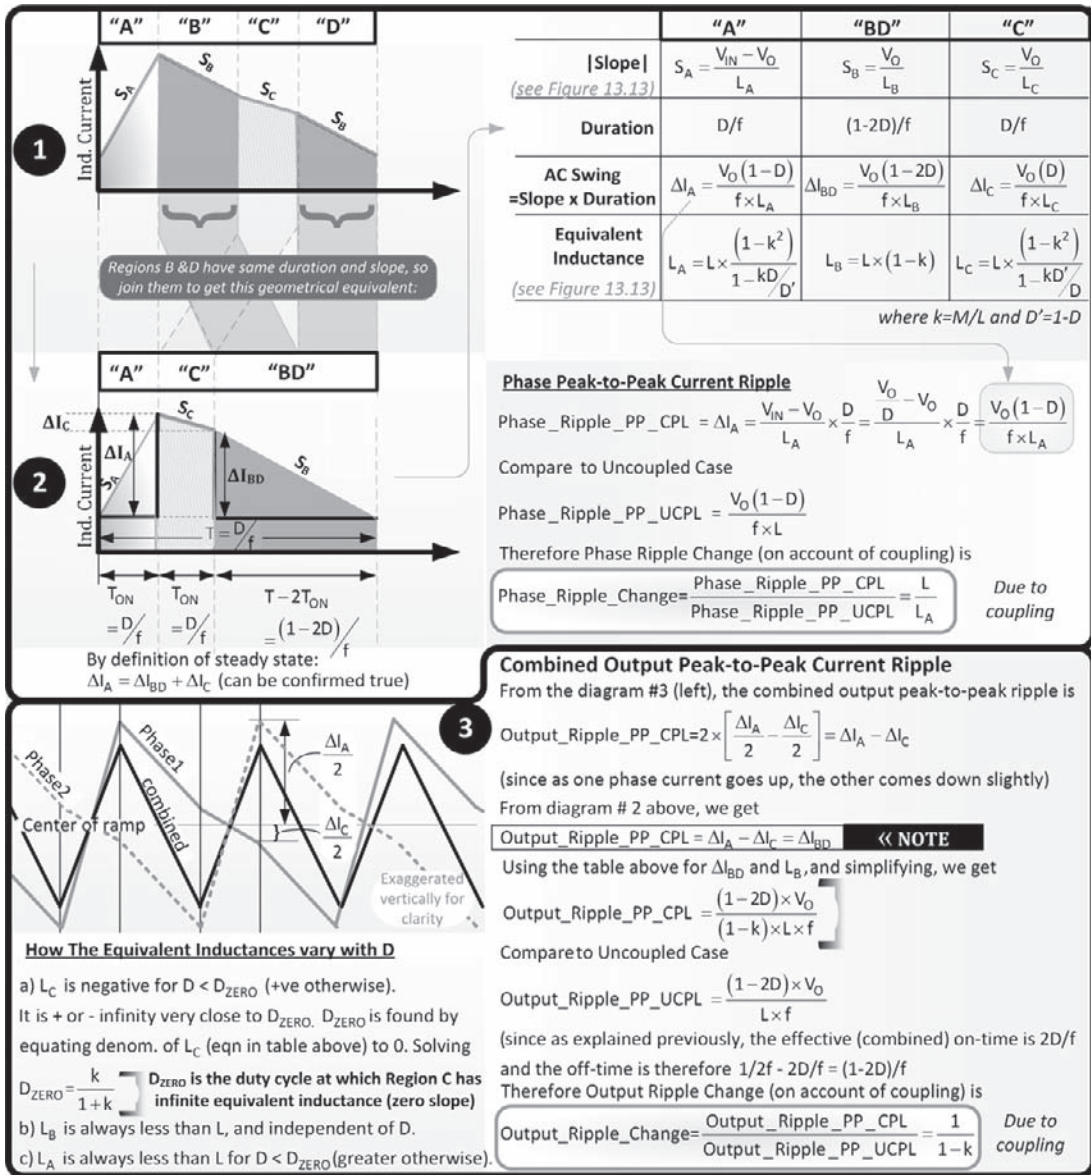 "A" "B" "C" "D"
Ind. Current
S_A S_B S_C S_B
1
Regions B &D have same duration and slope, so
join them to get this geometrical equivalent:
"A" "C" "BD"
2
Ind. Current
ΔI_C
ΔI_A
S_A
S_C
ΔI_BD
S_B
T = D/f
T_ON = D/f
T_ON = D/f
T − 2T_ON = (1−2D)/f
By definition of steady state:
ΔI_A = ΔI_BD + ΔI_C (can be confirmed true)
"A" "BD" "C"
|Slope| S_A = (V_IN − V_O)/L_A S_B = V_O/L_B S_C = V_O/L_C
(see Figure 13.13)
Duration D/f (1-2D)/f D/f
AC Swing
=Slope x Duration ΔI_A = V_O(1−D)/(f×L_A) ΔI_BD = V_O(1−2D)/(f×L_B) ΔI_C = V_O(D)/(f×L_C)
Equivalent
Inductance L_A = L× (1−k²)/(1−kD/D') L_B = L×(1−k) L_C = L× (1−k²)/(1−kD'/D)
(see Figure 13.13)
where k=M/L and D'=1-D
Phase Peak-to-Peak Current Ripple
Phase_Ripple_PP_CPL = ΔI_A = (V_IN − V_O)/L_A × D/f = (V_O/D − V_O)/L_A × D/f = V_O(1−D)/(f×L_A)
Compare to Uncoupled Case
Phase_Ripple_PP_UCPL = V_O(1−D)/(f×L)
Therefore Phase Ripple Change (on account of coupling) is
Phase_Ripple_Change= Phase_Ripple_PP_CPL/Phase_Ripple_PP_UCPL = L/L_A
Due to
coupling
3
Phase2
Phase1
combined
Center of ramp
ΔI_A/2
} ΔI_C/2
Exaggerated
vertically for
clarity
How The Equivalent Inductances vary with D
a) L_C is negative for D < D_ZERO (+ve otherwise).
It is + or - infinity very close to D_ZERO. D_ZERO is found by
equating denom. of L_C (eqn in table above) to 0. Solving
D_ZERO = k/(1+k)
D_ZERO is the duty cycle at which Region C has
infinite equivalent inductance (zero slope)
b) L_B is always less than L, and independent of D.
c) L_A is always less than L for D < D_ZERO (greater otherwise).
Combined Output Peak-to-Peak Current Ripple
From the diagram #3 (left), the combined output peak-to-peak ripple is
Output_Ripple_PP_CPL=2 × [ΔI_A/2 − ΔI_C/2] = ΔI_A − ΔI_C
(since as one phase current goes up, the other comes down slightly)
From diagram # 2 above, we get
Output_Ripple_PP_CPL = ΔI_A − ΔI_C = ΔI_BD « NOTE
Using the table above for ΔI_BD and L_B, and simplifying, we get
Output_Ripple_PP_CPL = (1−2D)×V_O/((1−k)×L×f)
Compare to Uncoupled Case
Output_Ripple_PP_UCPL = (1−2D)×V_O/(L×f)
(since as explained previously, the effective (combined) on-time is 2D/f
and the off-time is therefore 1/2f - 2D/f = (1-2D)/f
Therefore Output Ripple Change (on account of coupling) is
Output_Ripple_Change= Output_Ripple_PP_CPL/Output_Ripple_PP_UCPL = 1/(1−k)
Due to
coupling